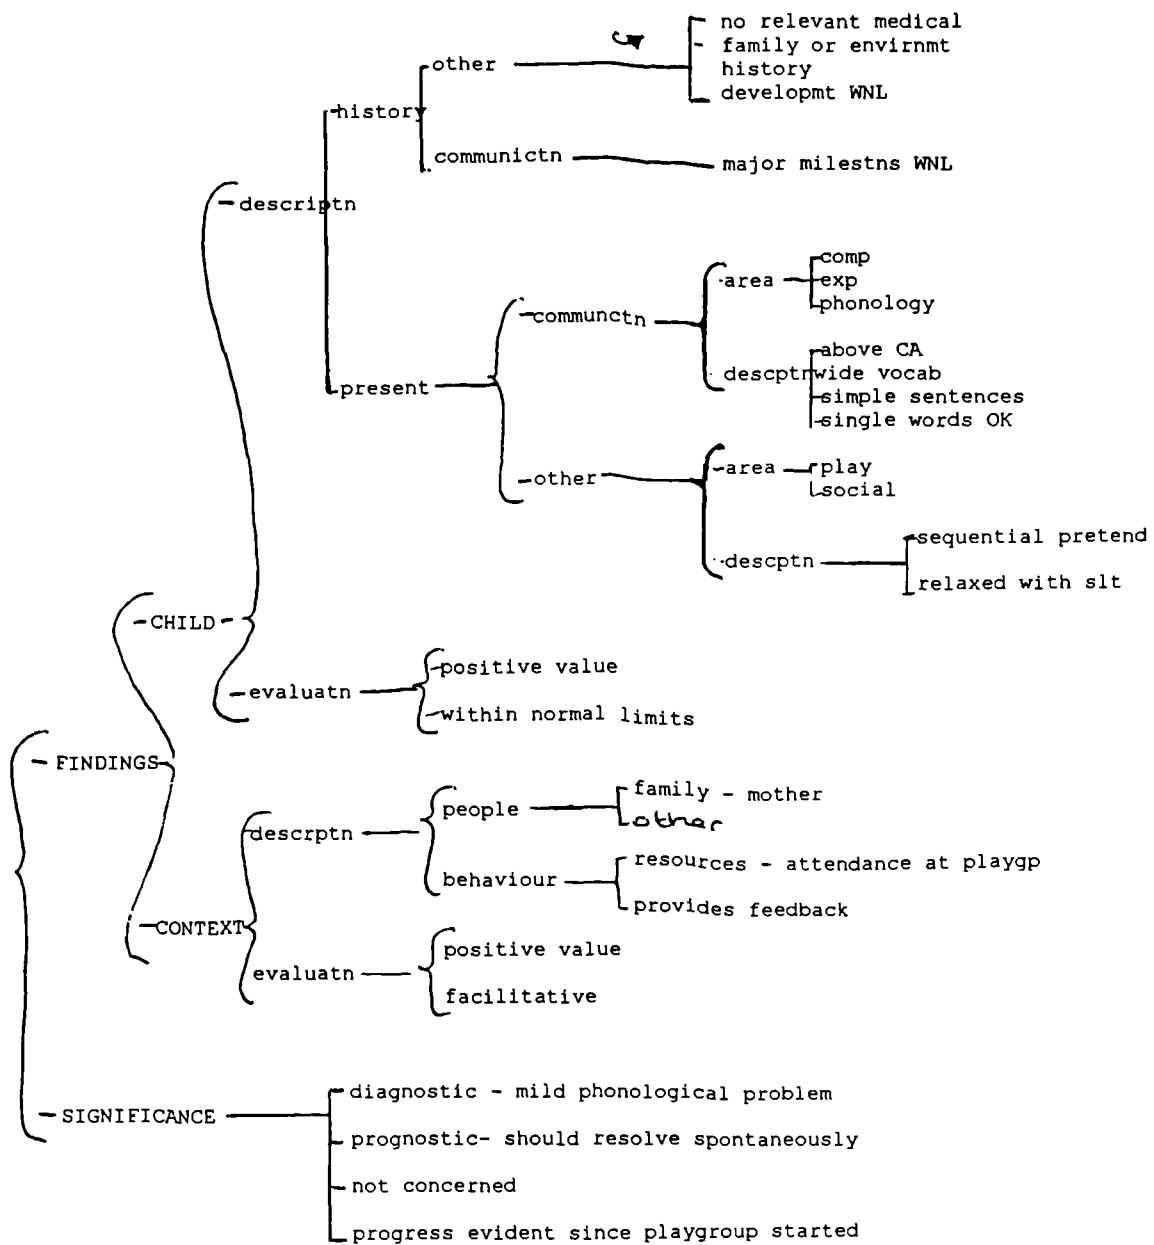 no relevant medical
family or envirnmt
other
history
developmt WNL
history
communictn
major milestns WNL
descriptn
comp
area
exp
phonology
communctn
above CA
descptn
wide vocab
present
simple sentences
single words OK
area
play
other
social
sequential pretend
descptn
relaxed with slt
CHILD
positive value
evaluatn
within normal limits
FINDINGS
family - mother
people
other
descrptn
resources - attendance at playgp
behaviour
provides feedback
CONTEXT
positive value
evaluatn
facilitative
diagnostic - mild phonological problem
SIGNIFICANCE
prognostic- should resolve spontaneously
not concerned
progress evident since playgroup started